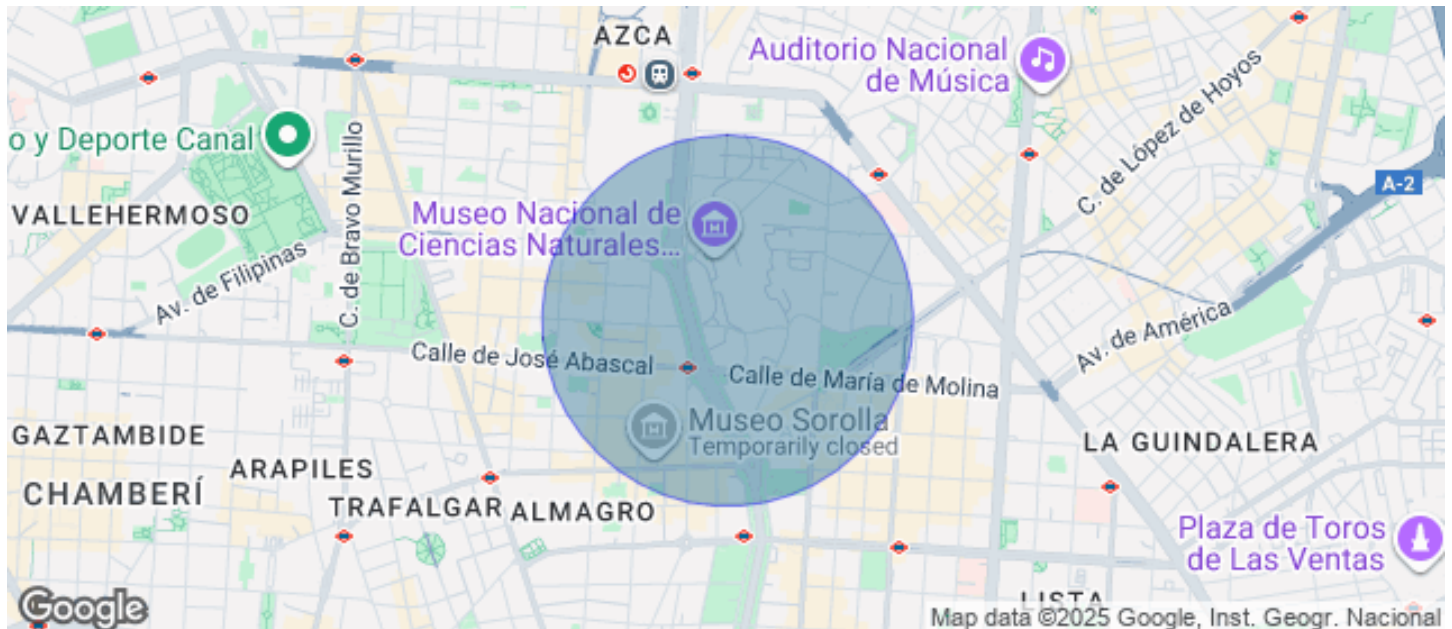 AZCA
Auditorio Nacional
de Música
o y Deporte Canal
C. de López de Hoyos
A-2
VALLEHERMOSO
C. de Bravo Murillo
Museo Nacional de
Ciencias Naturales...
Av. de Filipinas
Av. de América
Calle de José Abascal
Calle de María de Molina
Museo Sorolla
Temporarily closed
GAZTAMBIDE
ARAPILES
LA GUINDALERA
CHAMBERÍ
TRAFALGAR
ALMAGRO
Plaza de Toros
de Las Ventas
LISTA
Google
Map data ©2025 Google, Inst. Geogr. Nacional